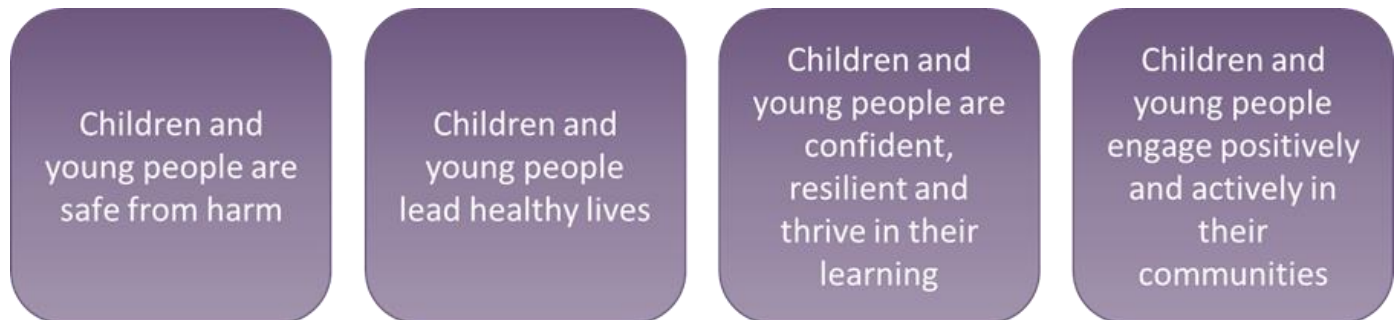 Children and
young people are
safe from harm
Children and
young people
lead healthy lives
Children and
young people are
confident,
resilient and
thrive in their
learning
Children and
young people
engage positively
and actively in
their
communities